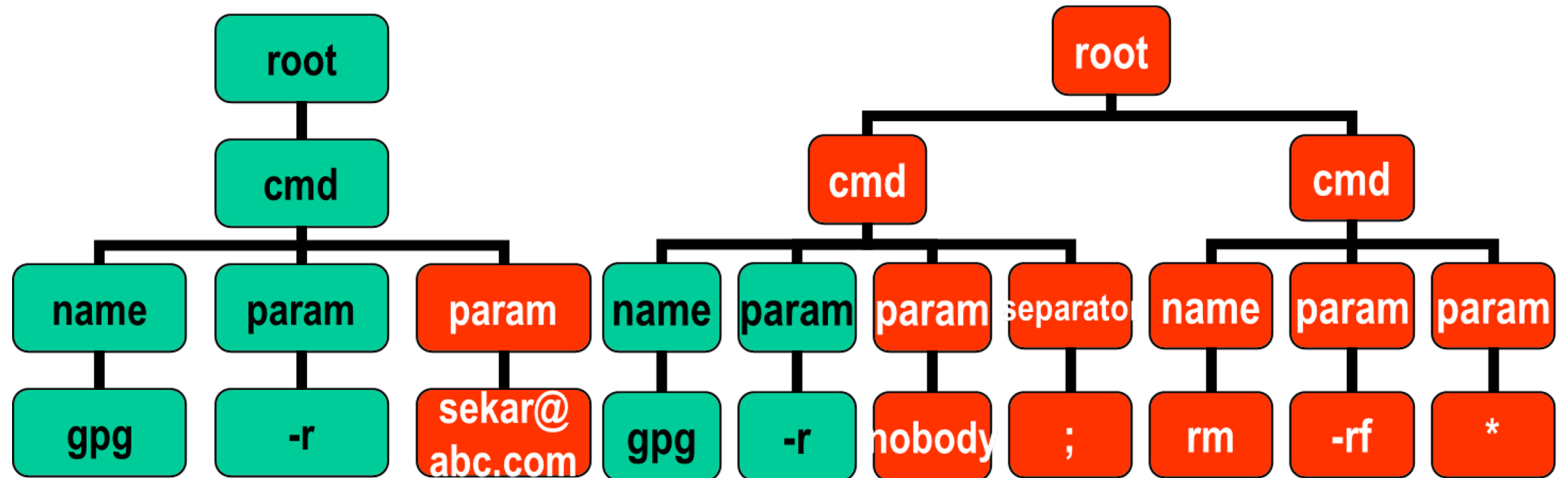 root
cmd
name
param
param
gpg
-r
sekar@
abc.com
root
cmd
cmd
name
param
param
separator
name
param
param
gpg
-r
nobody
;
rm
-rf
*